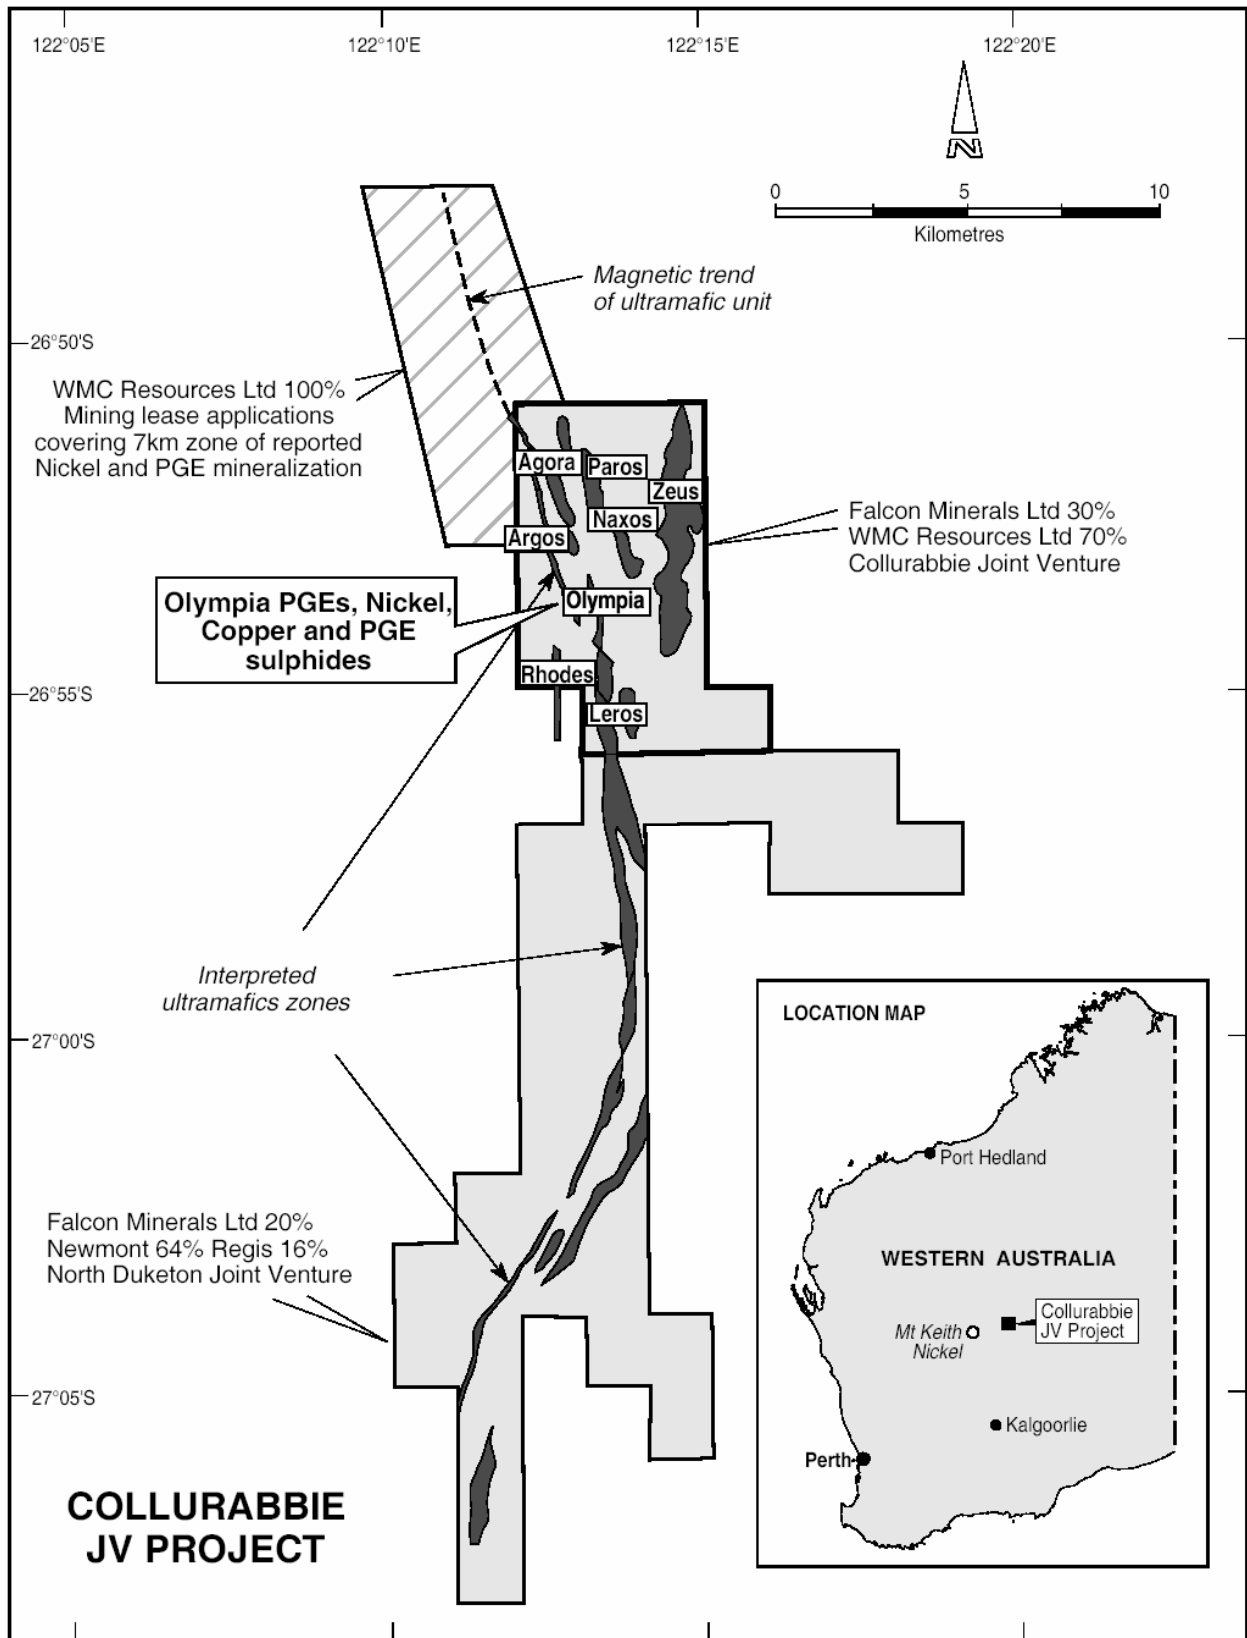 122°05'E
122°10'E
122°15'E
122°20'E
N
0
5
10
Kilometres
Magnetic trend
of ultramafic unit
26°50'S
WMC Resources Ltd 100%
Mining lease applications
covering 7km zone of reported
Nickel and PGE mineralization
Agora
Paros
Zeus
Naxos
Argos
Falcon Minerals Ltd 30%
WMC Resources Ltd 70%
Collurabbie Joint Venture
Olympia PGEs, Nickel,
Copper and PGE
sulphides
Olympia
Rhodes
26°55'S
Leros
Interpreted
ultramafics zones
27°00'S
LOCATION MAP
Port Hedland
WESTERN AUSTRALIA
Collurabbie
JV Project
Mt Keith
Nickel
Kalgoorlie
Perth
Falcon Minerals Ltd 20%
Newmont 64% Regis 16%
North Duketon Joint Venture
27°05'S
COLLURABBIE
JV PROJECT